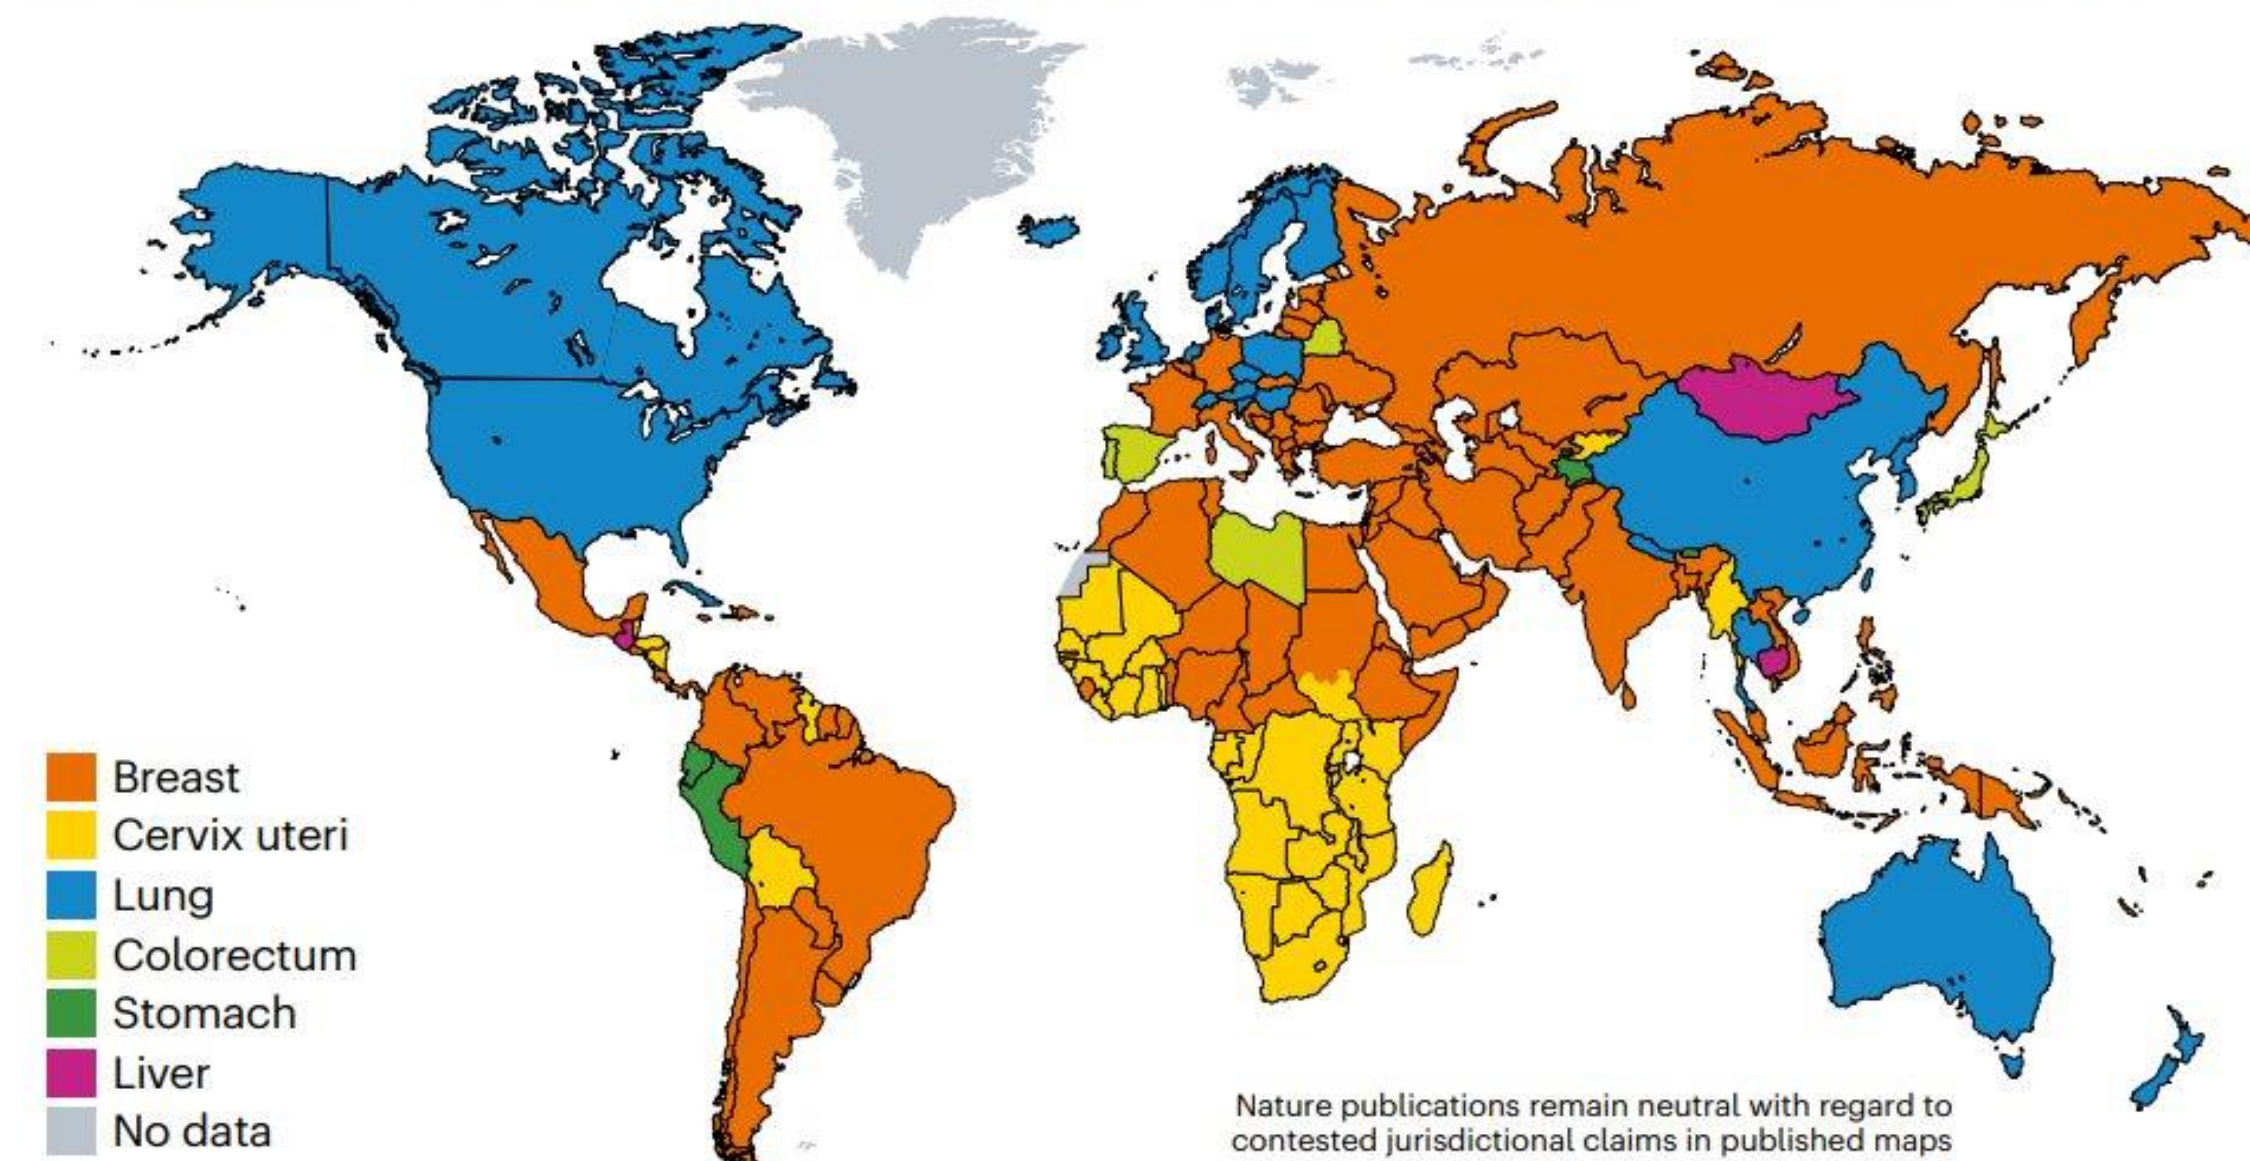 Breast
Cervix uteri
Lung
Colorectum
Stomach
Liver
No data
Nature publications remain neutral with regard to
contested jurisdictional claims in published maps